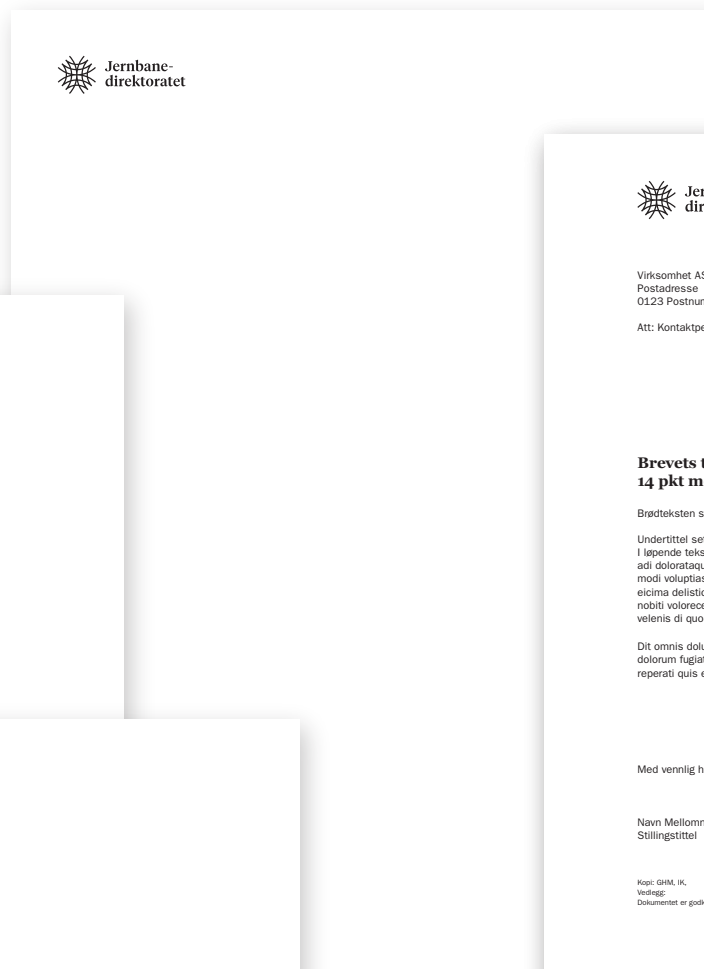 Jernbane-
direktoratet
Jer
dir
Virksomhet AS
Postadresse
0123 Postnum
Att: Kontaktpe
Brevets t
14 pkt m
Brødteksten s
Undertittel set
I løpende teks
adi dolorataqu
modi voluptias
eicima delistic
nobiti volorece
velenis di quo
Dit omnis dolu
dolorum fugiat
reperati quis e
Med vennlig h
Navn Mellomn
Stillingstittel
Kopi: GHM, IK,
Vedlegg:
Dokumentet er godk